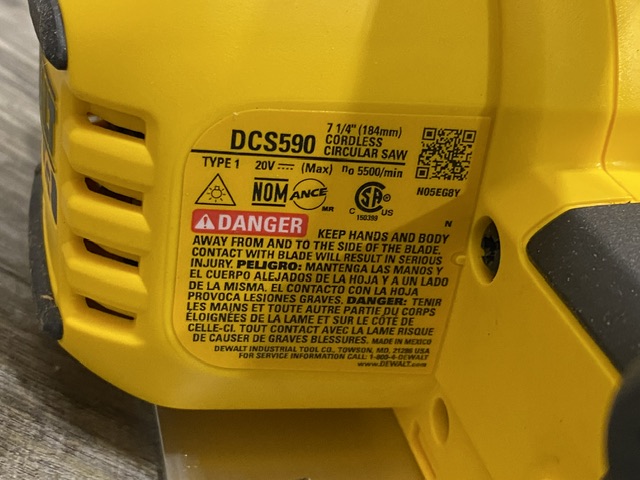 DCS590 7 1/4" (184mm)
CORDLESS
CIRCULAR SAW
TYPE 1 20V⎓ (Max) n₀ 5500/min
NOM ANCE MR
C SA ® US
150399
N05EG8Y
N
DANGER KEEP HANDS AND BODY
AWAY FROM AND TO THE SIDE OF THE BLADE.
CONTACT WITH BLADE WILL RESULT IN SERIOUS
INJURY. PELIGRO: MANTENGA LAS MANOS Y
EL CUERPO ALEJADOS DE LA HOJA Y A UN LADO
DE LA MISMA. EL CONTACTO CON LA HOJA
PROVOCA LESIONES GRAVES. DANGER: TENIR
LES MAINS ET TOUTE AUTRE PARTIE DU CORPS
ÉLOIGNÉES DE LA LAME ET SUR LE CÔTÉ DE
CELLE-CI. TOUT CONTACT AVEC LA LAME RISQUE
DE CAUSER DE GRAVES BLESSURES. MADE IN MEXICO
DEWALT INDUSTRIAL TOOL CO., TOWSON, MD. 21286 USA
FOR SERVICE INFORMATION CALL: 1-800-4-DEWALT
www.DEWALT.com